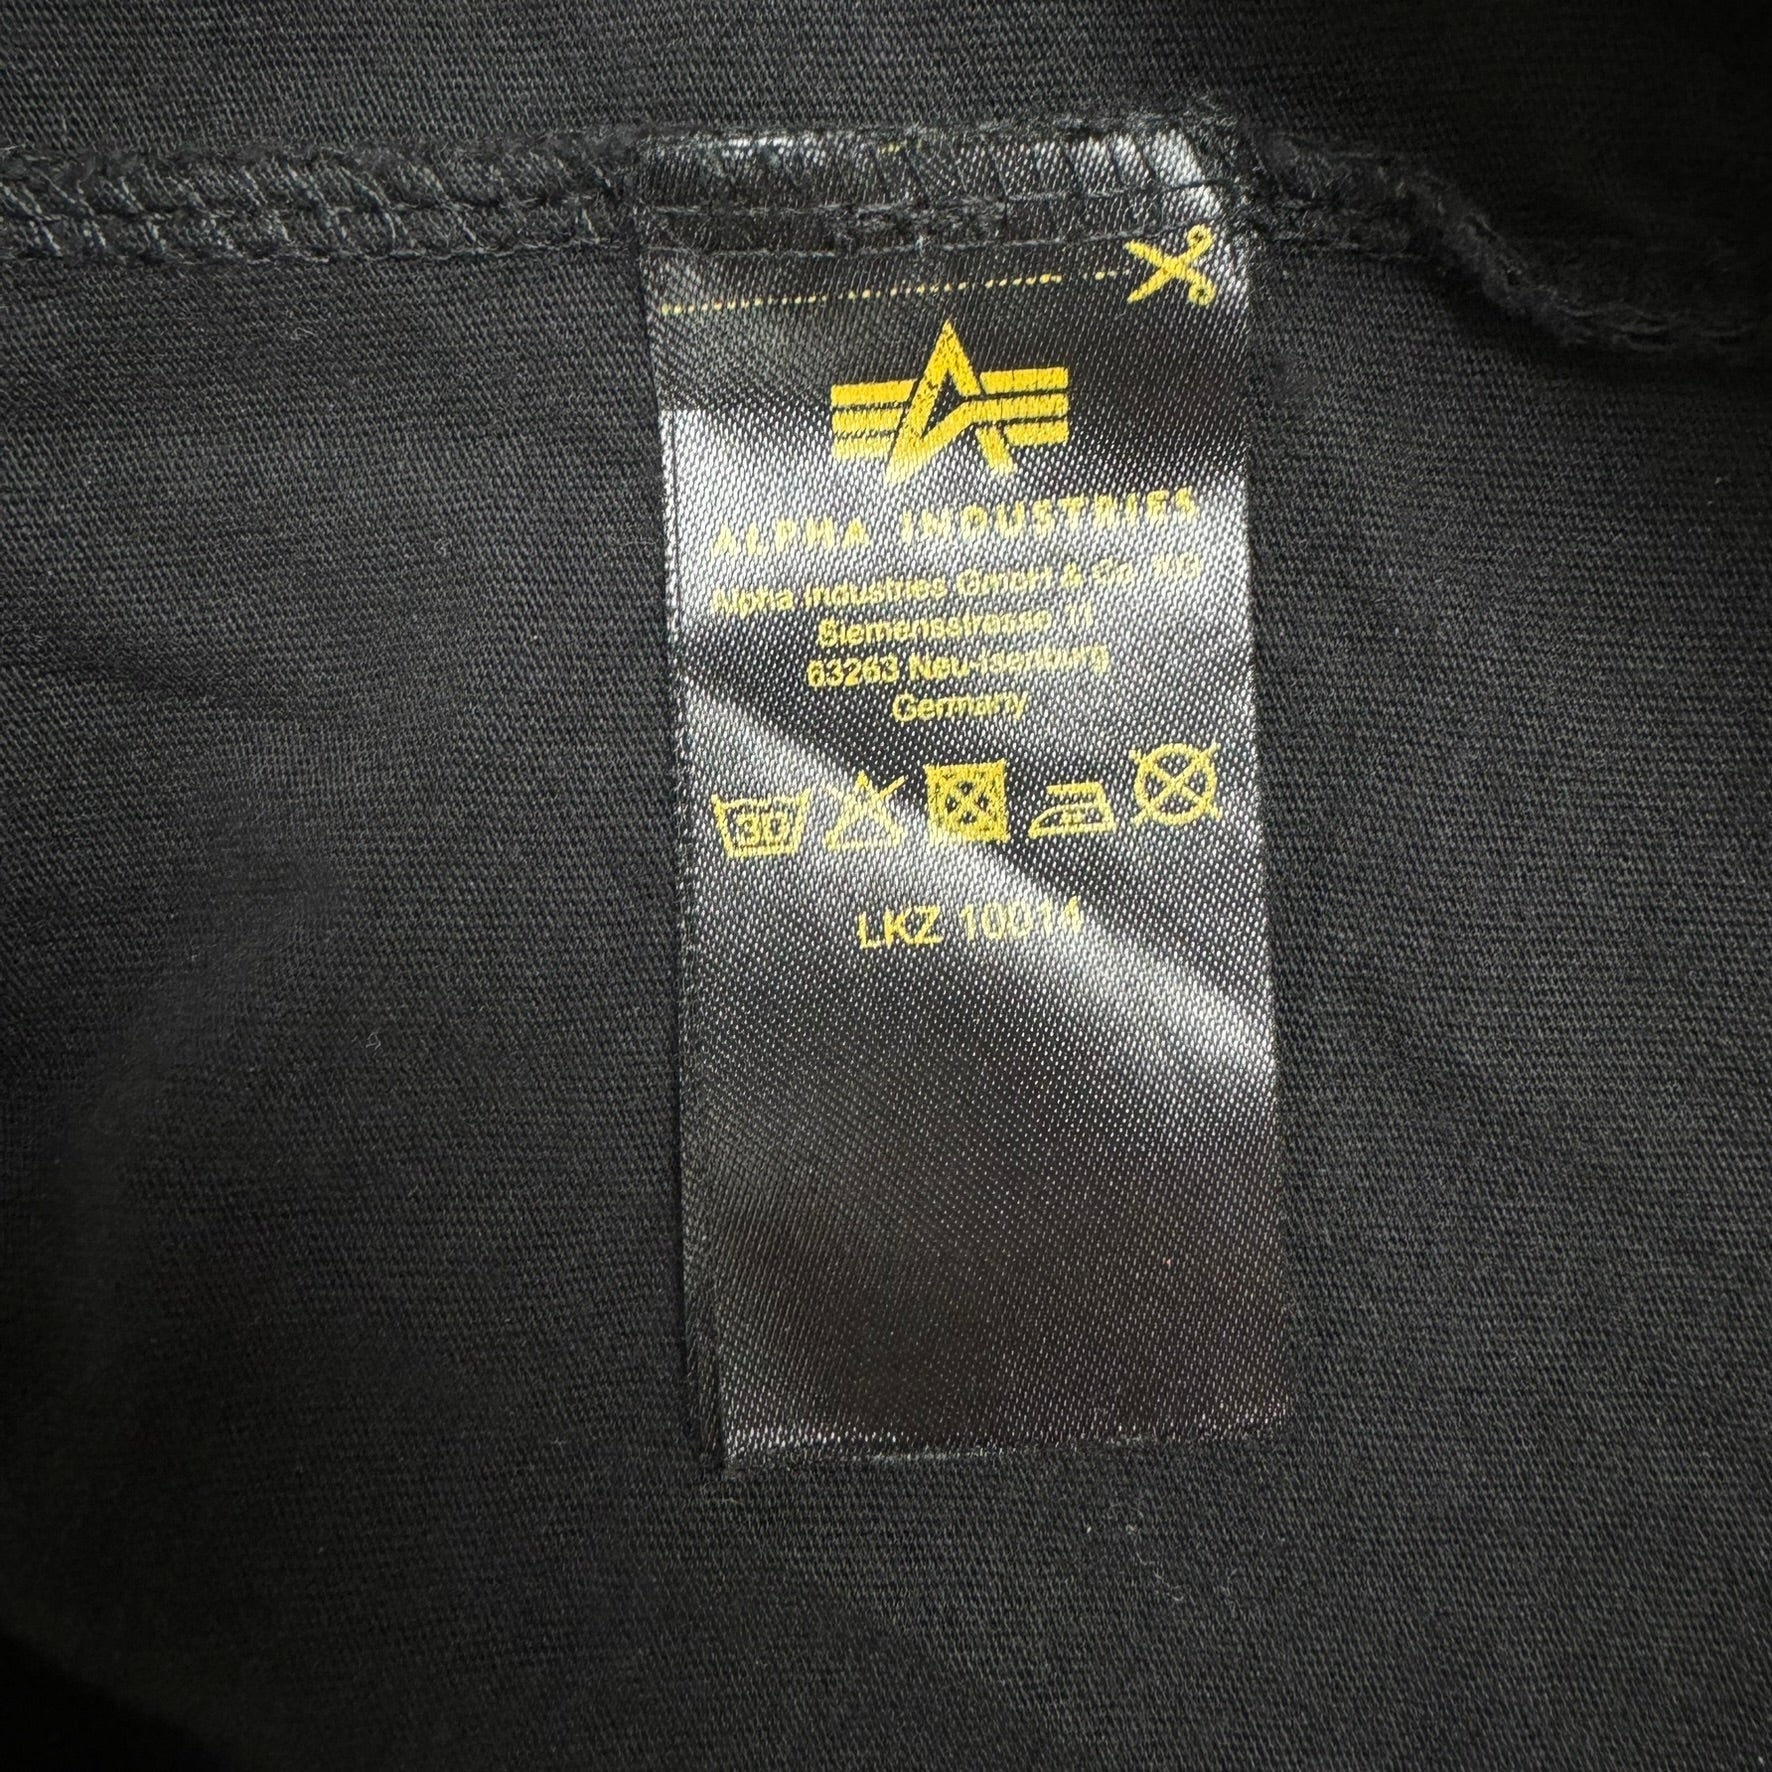 ALPHA INDUSTRIES
Alpha Industries GmbH & Co. KG
Siemensstrasse 11
63263 Neu-Isenburg
Germany
30
LKZ 10014